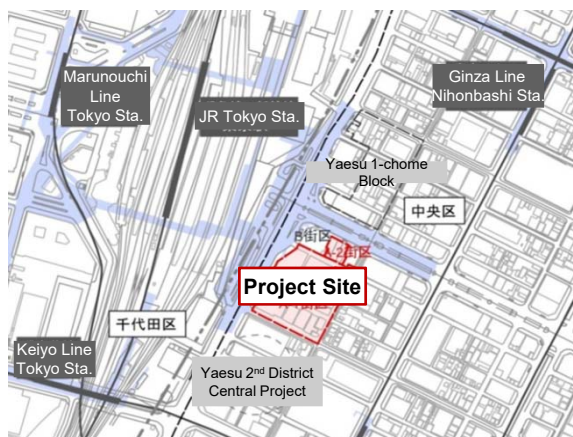 Marunouchi
Line
Tokyo Sta.
JR Tokyo Sta.
Ginza Line
Nihonbashi Sta.
Yaesu 1-chome
Block
中央区
B街区
A-2街区
Project Site
千代田区
Keiyo Line
Tokyo Sta.
Yaesu 2nd District
Central Project